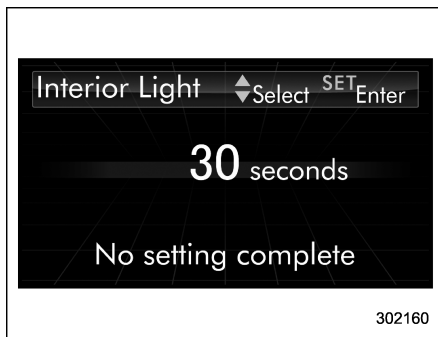 Interior Light Select SET Enter
30 seconds
No setting complete
302160